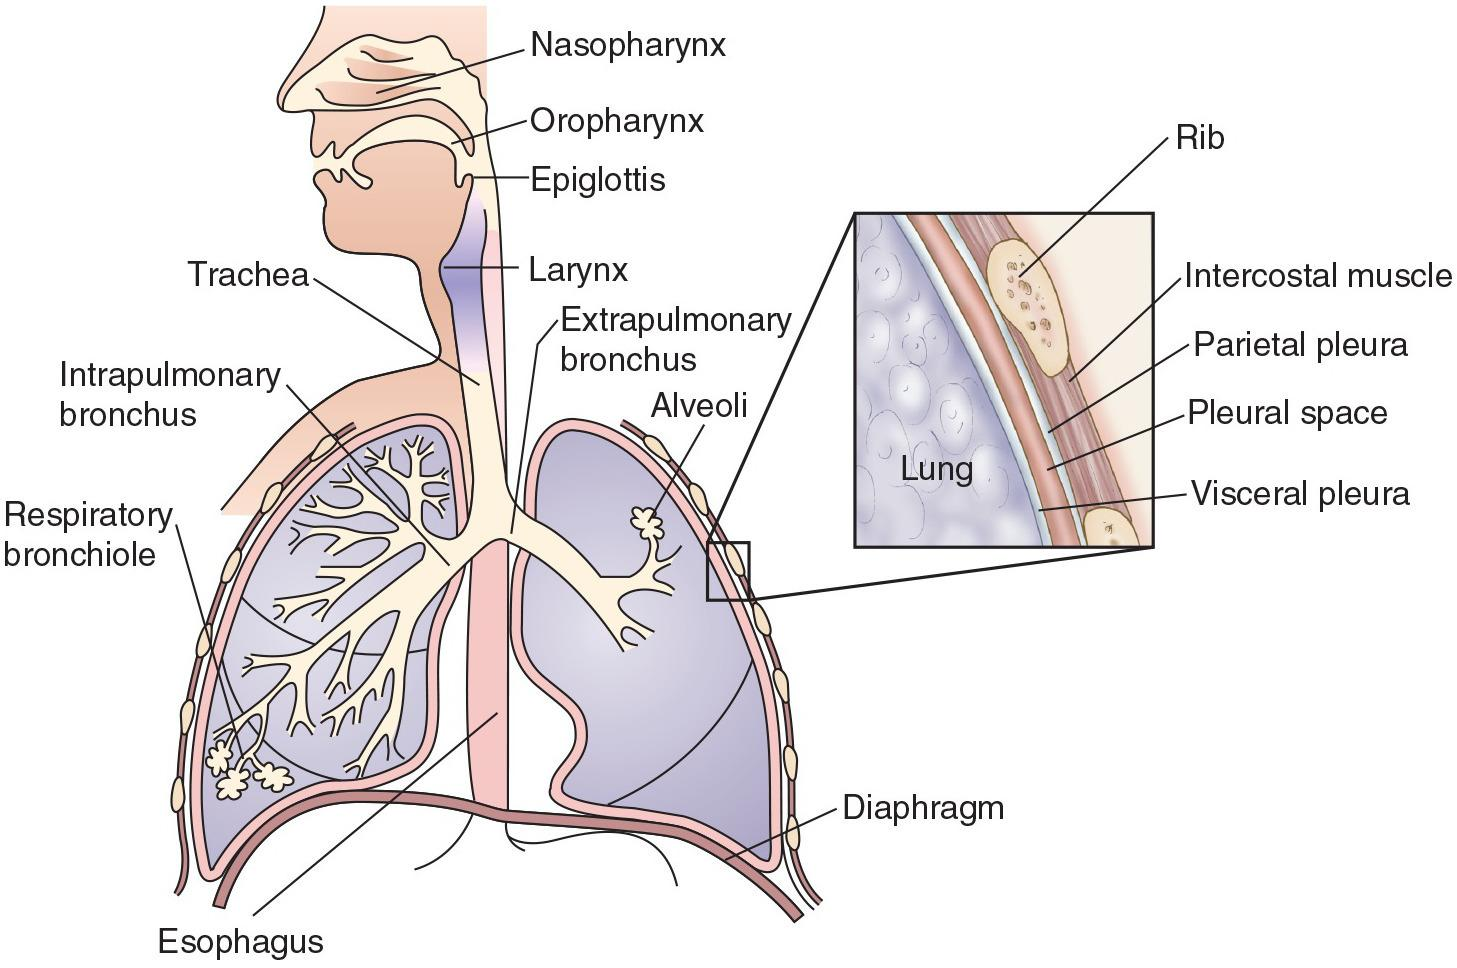 Nasopharynx
Oropharynx
Epiglottis
Larynx
Trachea
Extrapulmonary
bronchus
Intrapulmonary
bronchus
Alveoli
Respiratory
bronchiole
Rib
Intercostal muscle
Parietal pleura
Pleural space
Lung
Visceral pleura
Diaphragm
Esophagus